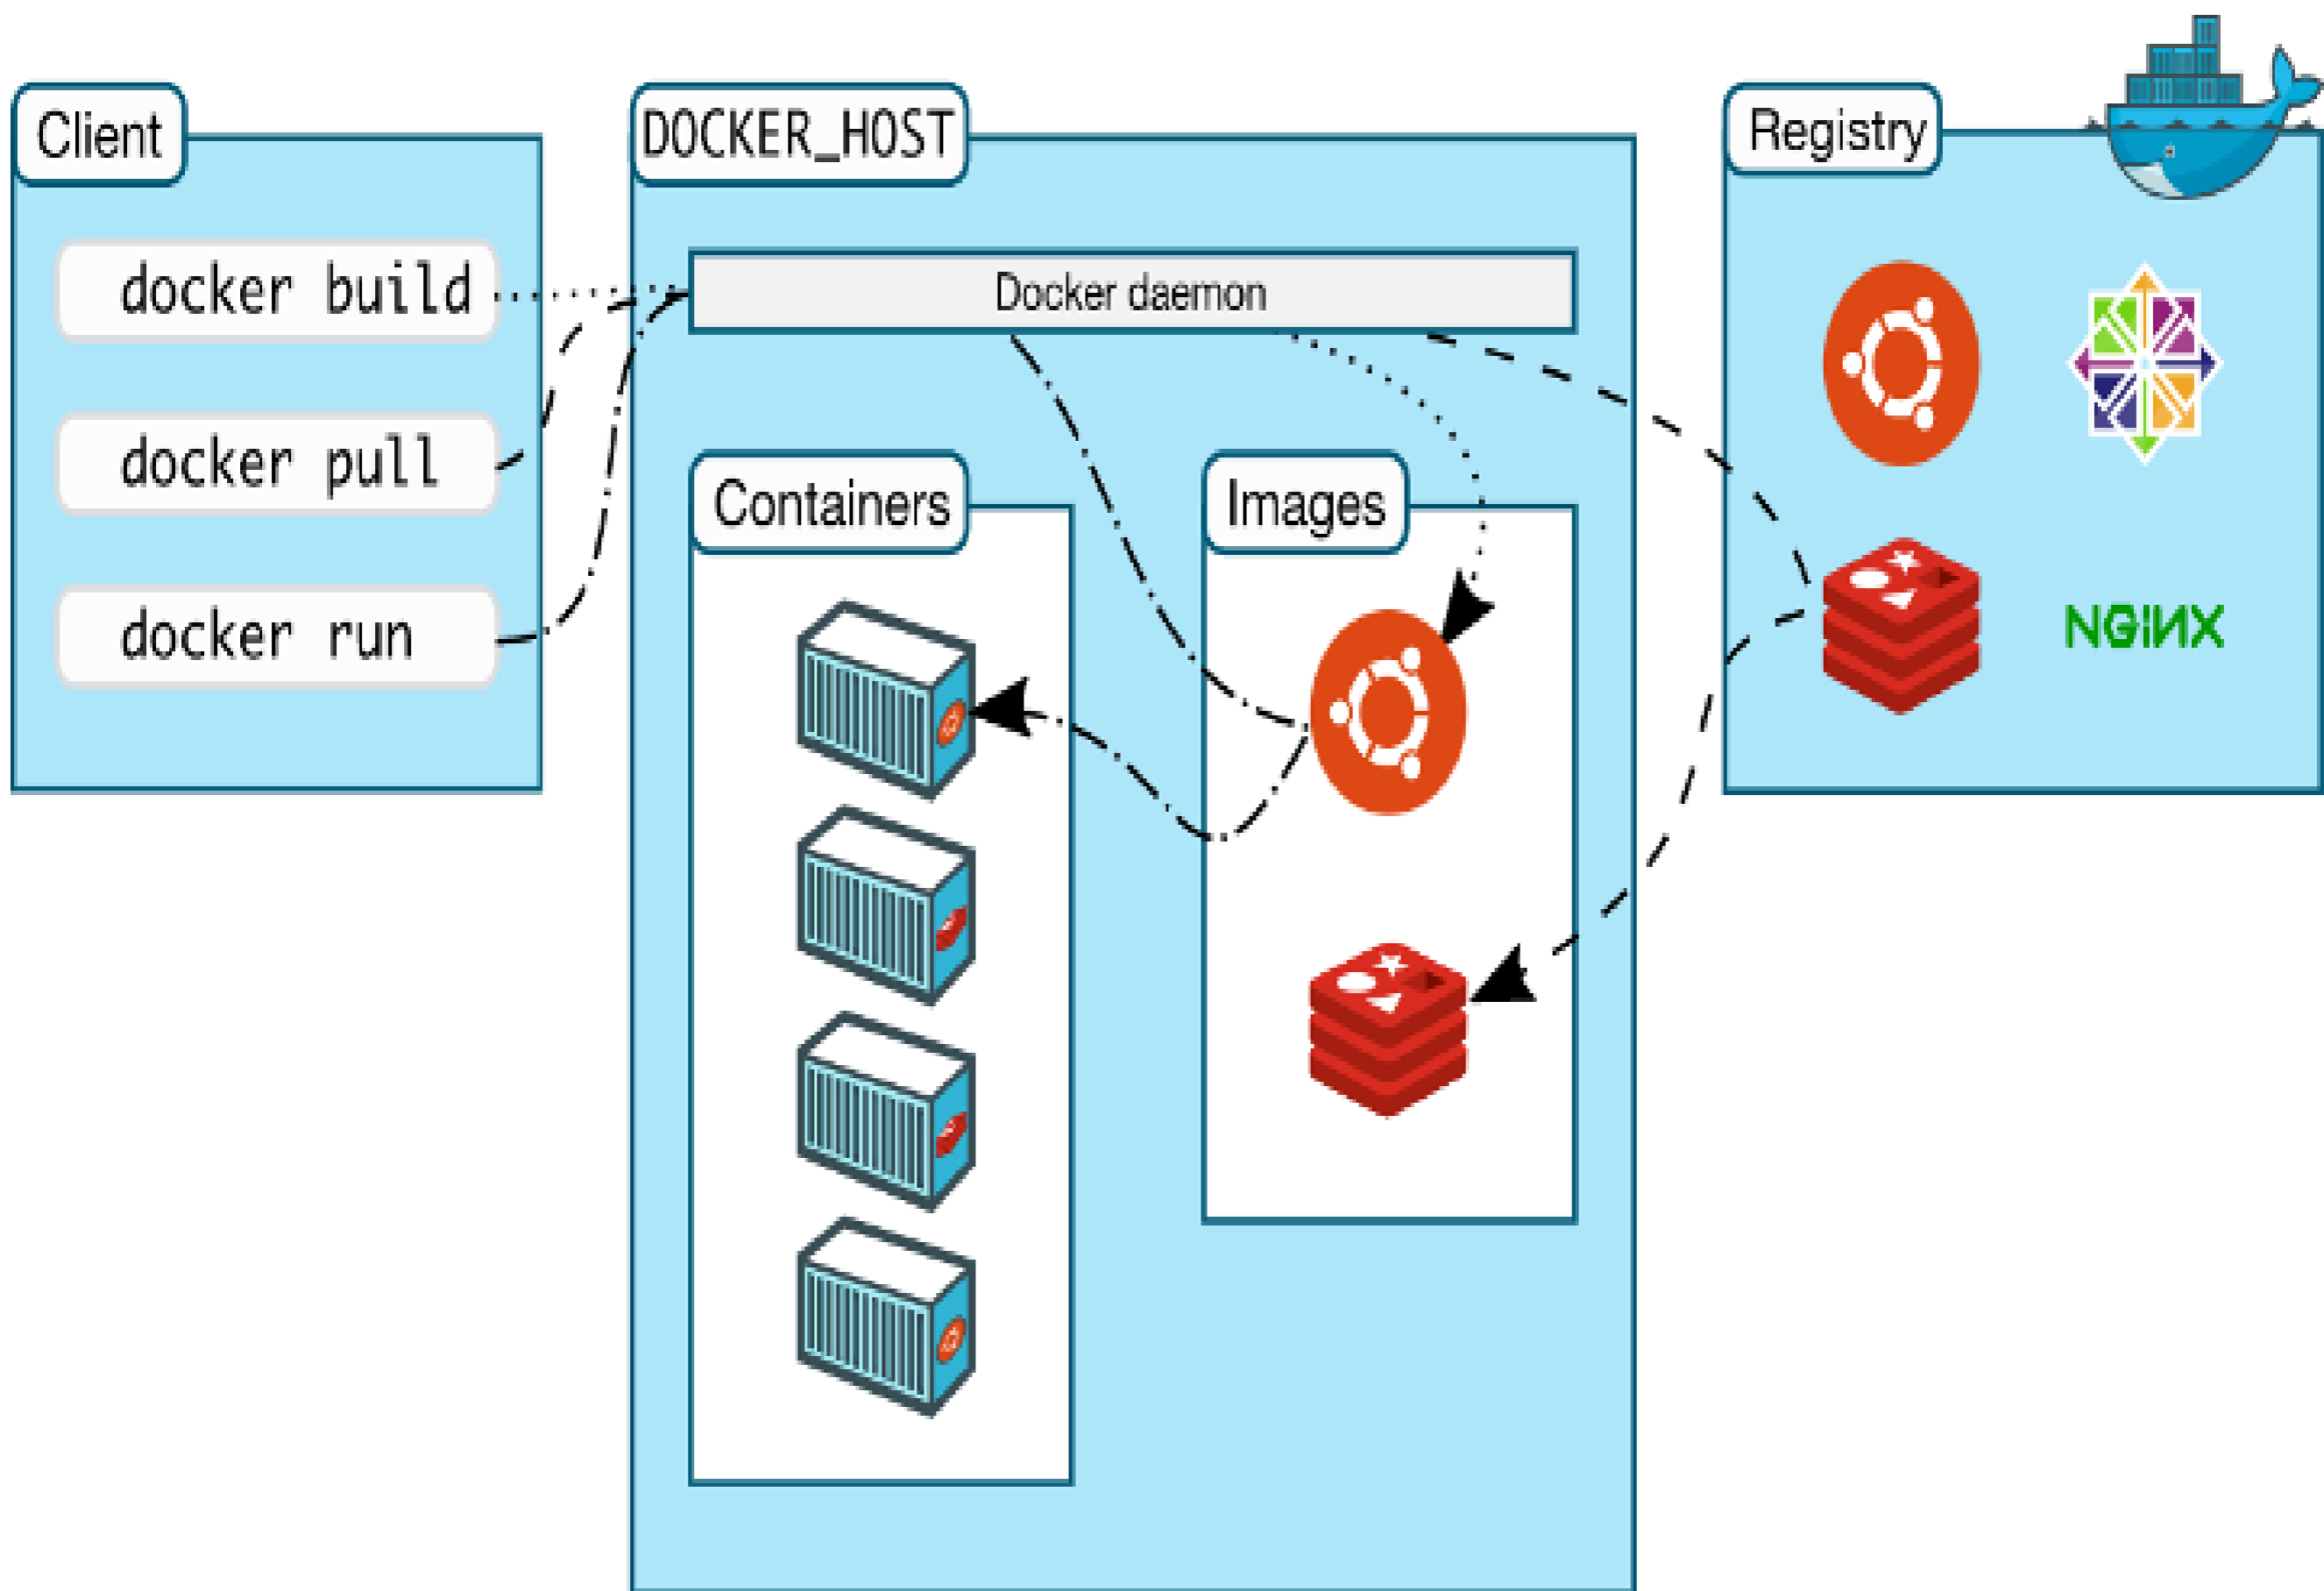 Client
DOCKER_HOST
Registry
docker build
Docker daemon
docker pull
docker run
Containers
Images
NGINX